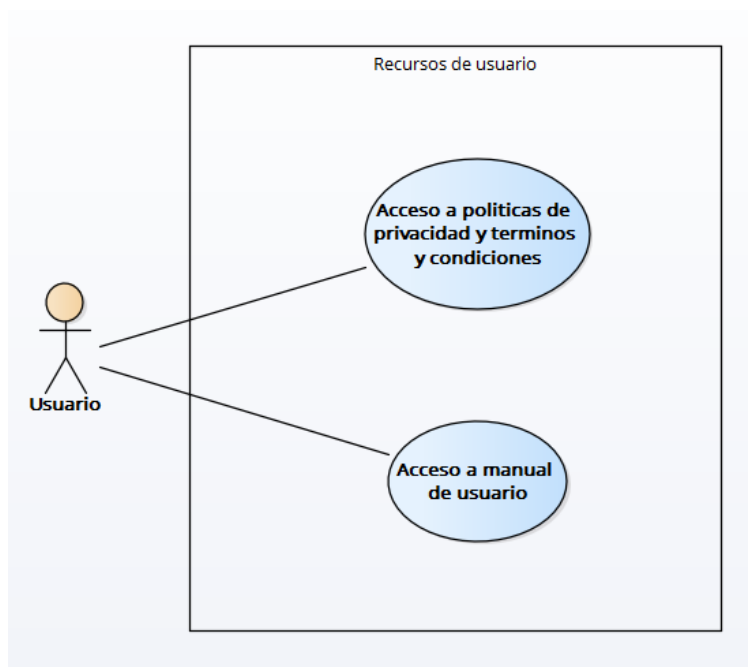 Recursos de usuario
Acceso a politicas de
privacidad y terminos
y condiciones
Usuario
Acceso a manual
de usuario